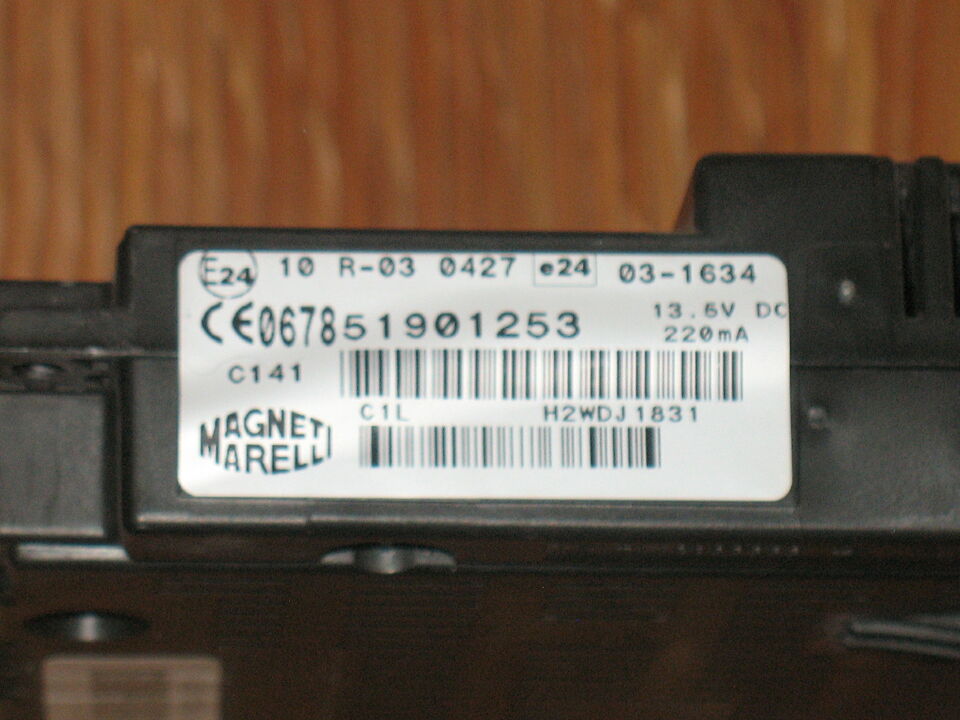 E24 10 R-03 0427 e24 03-1634
CE0678 51901253 13.5V DC
220mA
C141
C1L H2WDJ1831
MAGNETI
MARELLI